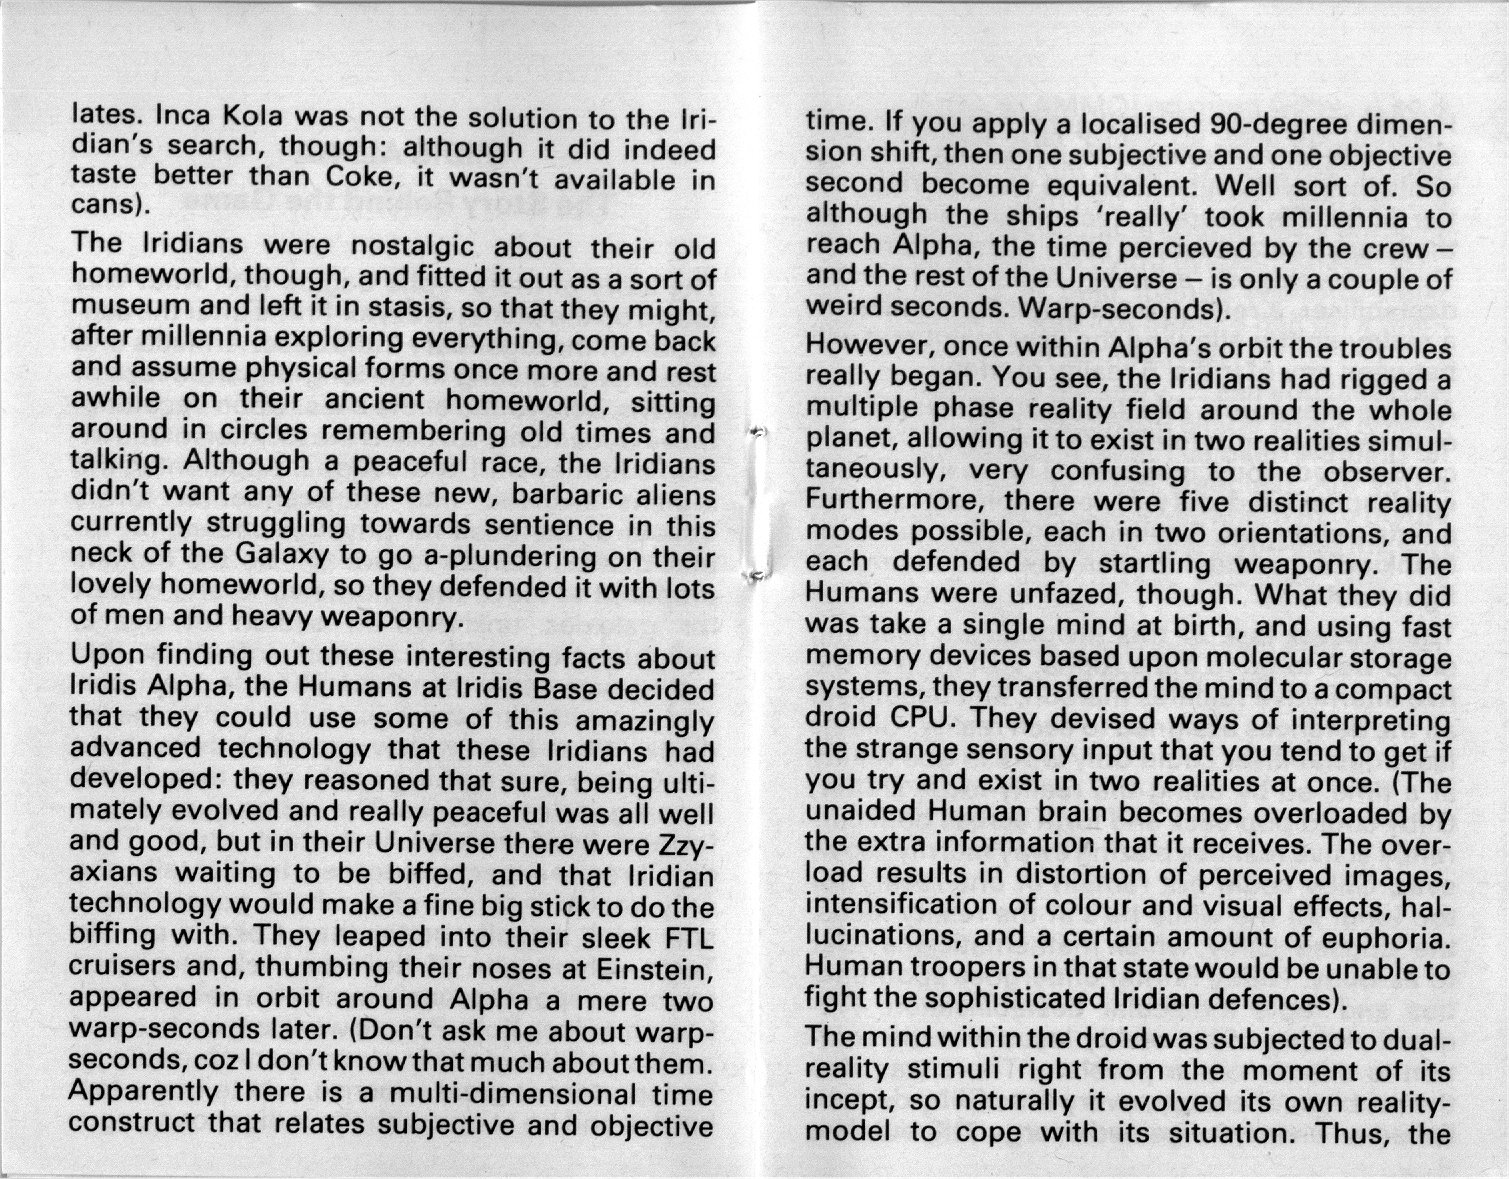 lates. Inca Kola was not the solution to the Iri-
dian's search, though: although it did indeed
taste better than Coke, it wasn't available in
cans).
The Iridians were nostalgic about their old
homeworld, though, and fitted it out as a sort of
museum and left it in stasis, so that they might,
after millennia exploring everything, come back
and assume physical forms once more and rest
awhile on their ancient homeworld, sitting
around in circles remembering old times and
talking. Although a peaceful race, the Iridians
didn't want any of these new, barbaric aliens
currently struggling towards sentience in this
neck of the Galaxy to go a-plundering on their
lovely homeworld, so they defended it with lots
of men and heavy weaponry.
Upon finding out these interesting facts about
Iridis Alpha, the Humans at Iridis Base decided
that they could use some of this amazingly
advanced technology that these Iridians had
developed: they reasoned that sure, being ulti-
mately evolved and really peaceful was all well
and good, but in their Universe there were Zzy-
axians waiting to be biffed, and that Iridian
technology would make a fine big stick to do the
biffing with. They leaped into their sleek FTL
cruisers and, thumbing their noses at Einstein,
appeared in orbit around Alpha a mere two
warp-seconds later. (Don't ask me about warp-
seconds, coz I don't know that much about them.
Apparently there is a multi-dimensional time
construct that relates subjective and objective
time. If you apply a localised 90-degree dimen-
sion shift, then one subjective and one objective
second become equivalent. Well sort of. So
although the ships 'really' took millennia to
reach Alpha, the time percieved by the crew –
and the rest of the Universe – is only a couple of
weird seconds. Warp-seconds).
However, once within Alpha's orbit the troubles
really began. You see, the Iridians had rigged a
multiple phase reality field around the whole
planet, allowing it to exist in two realities simul-
taneously, very confusing to the observer.
Furthermore, there were five distinct reality
modes possible, each in two orientations, and
each defended by startling weaponry. The
Humans were unfazed, though. What they did
was take a single mind at birth, and using fast
memory devices based upon molecular storage
systems, they transferred the mind to a compact
droid CPU. They devised ways of interpreting
the strange sensory input that you tend to get if
you try and exist in two realities at once. (The
unaided Human brain becomes overloaded by
the extra information that it receives. The over-
load results in distortion of perceived images,
intensification of colour and visual effects, hal-
lucinations, and a certain amount of euphoria.
Human troopers in that state would be unable to
fight the sophisticated Iridian defences).
The mind within the droid was subjected to dual-
reality stimuli right from the moment of its
incept, so naturally it evolved its own reality-
model to cope with its situation. Thus, the